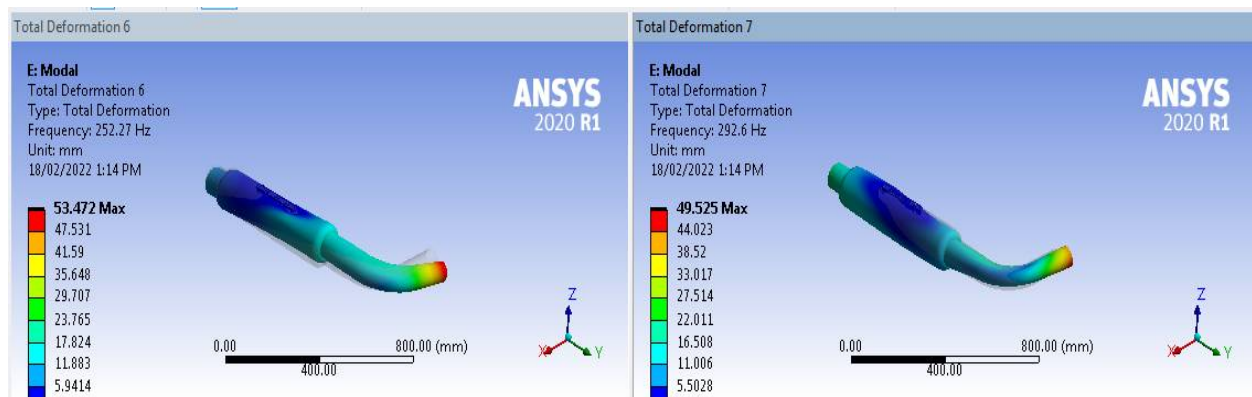 Total Deformation 6
E: Modal
Total Deformation 6
Type: Total Deformation
Frequency: 252.27 Hz
Unit: mm
18/02/2022 1:14 PM
ANSYS
2020 R1
53.472 Max
47.531
41.59
35.648
29.707
23.765
17.824
11.883
5.9414
0.00
800.00 (mm)
400.00
Z
X
Y
Total Deformation 7
E: Modal
Total Deformation 7
Type: Total Deformation
Frequency: 292.6 Hz
Unit: mm
18/02/2022 1:14 PM
ANSYS
2020 R1
49.525 Max
44.023
38.52
33.017
27.514
22.011
16.508
11.006
5.5028
0.00
800.00 (mm)
400.00
Z
X
Y